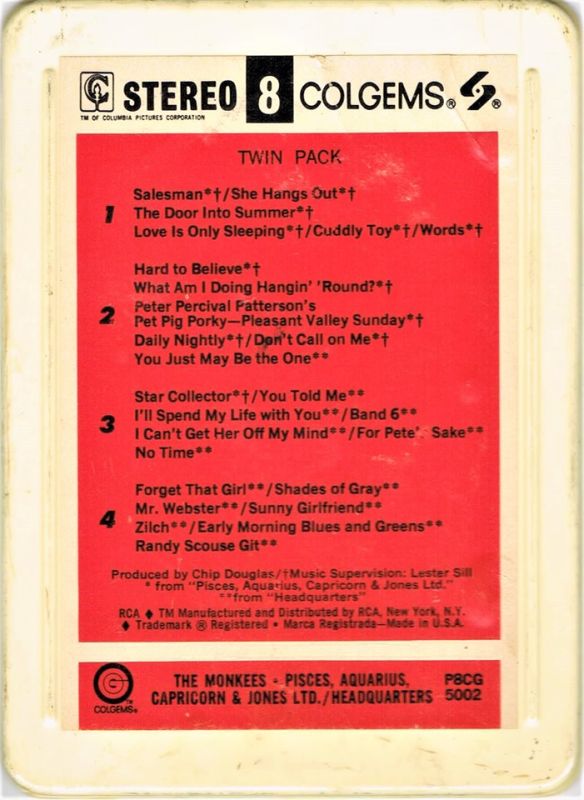 STEREO 8 COLGEMS® ®
TM OF COLUMBIA PICTURES CORPORATION
TWIN PACK
1
Salesman*†/She Hangs Out*†
The Door Into Summer*†
Love Is Only Sleeping*†/Cuddly Toy*†/Words*†
2
Hard to Believe*†
What Am I Doing Hangin' 'Round?*†
Peter Percival Patterson's
Pet Pig Porky—Pleasant Valley Sunday*†
Daily Nightly*†/Don't Call on Me*†
You Just May Be the One**
3
Star Collector*†/You Told Me**
I'll Spend My Life with You**/Band 6**
I Can't Get Her Off My Mind**/For Pete' Sake**
No Time**
4
Forget That Girl**/Shades of Gray**
Mr. Webster**/Sunny Girlfriend**
Zilch**/Early Morning Blues and Greens**
Randy Scouse Git**
Produced by Chip Douglas/†Music Supervision: Lester Sill
* from "Pisces, Aquarius, Capricorn & Jones Ltd."
**from "Headquarters"
RCA ♦ TM Manufactured and Distributed by RCA, New York, N.Y.
♦ Trademark ® Registered • Marca Registrada—Made in U.S.A.
THE MONKEES - PISCES, AQUARIUS, P8CG
CAPRICORN & JONES LTD./HEADQUARTERS 5002
COLGEMS®
TM